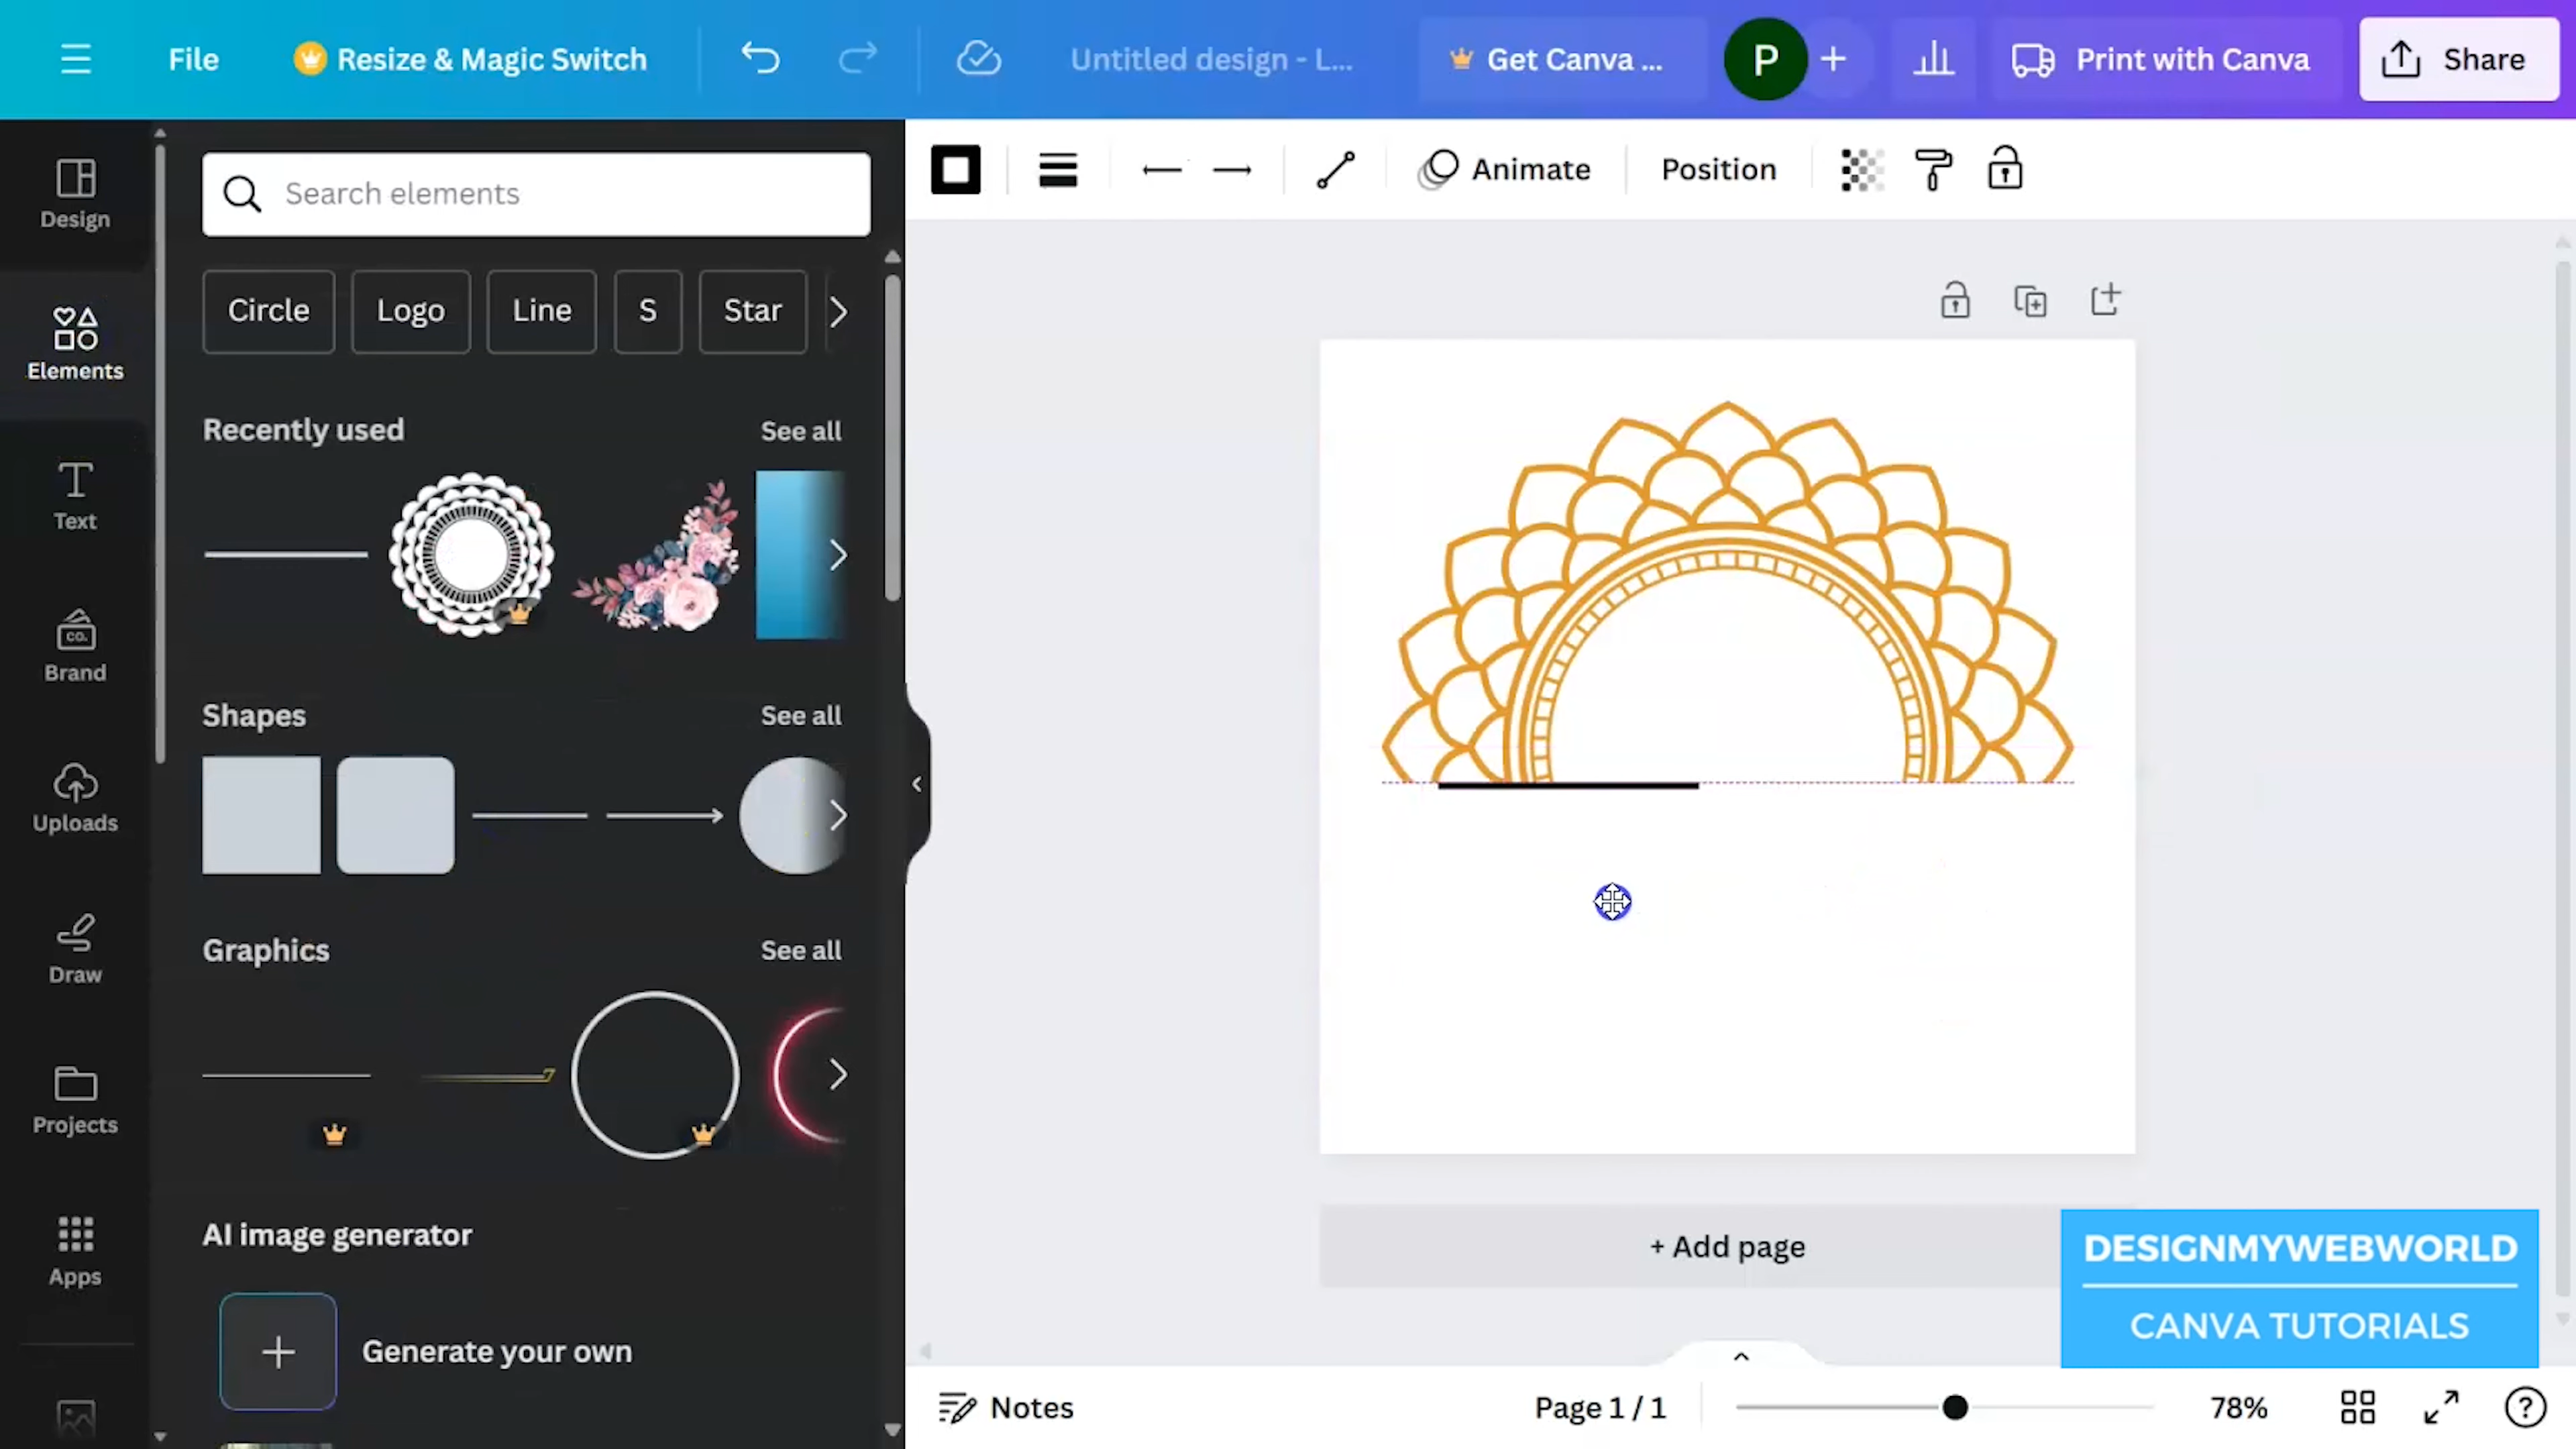 File
Resize & Magic Switch
Untitled design - L...
Get Canva ...
P
Print with Canva
Share
Design
Elements
Text
CO.
Brand
Uploads
Draw
Projects
Apps
Search elements
Circle
Logo
Line
S
Star
Recently used
See all
Shapes
See all
Graphics
See all
AI image generator
Generate your own
Animate
Position
+ Add page
DESIGNMYWEBWORLD
CANVA TUTORIALS
Notes
Page 1 / 1
78%